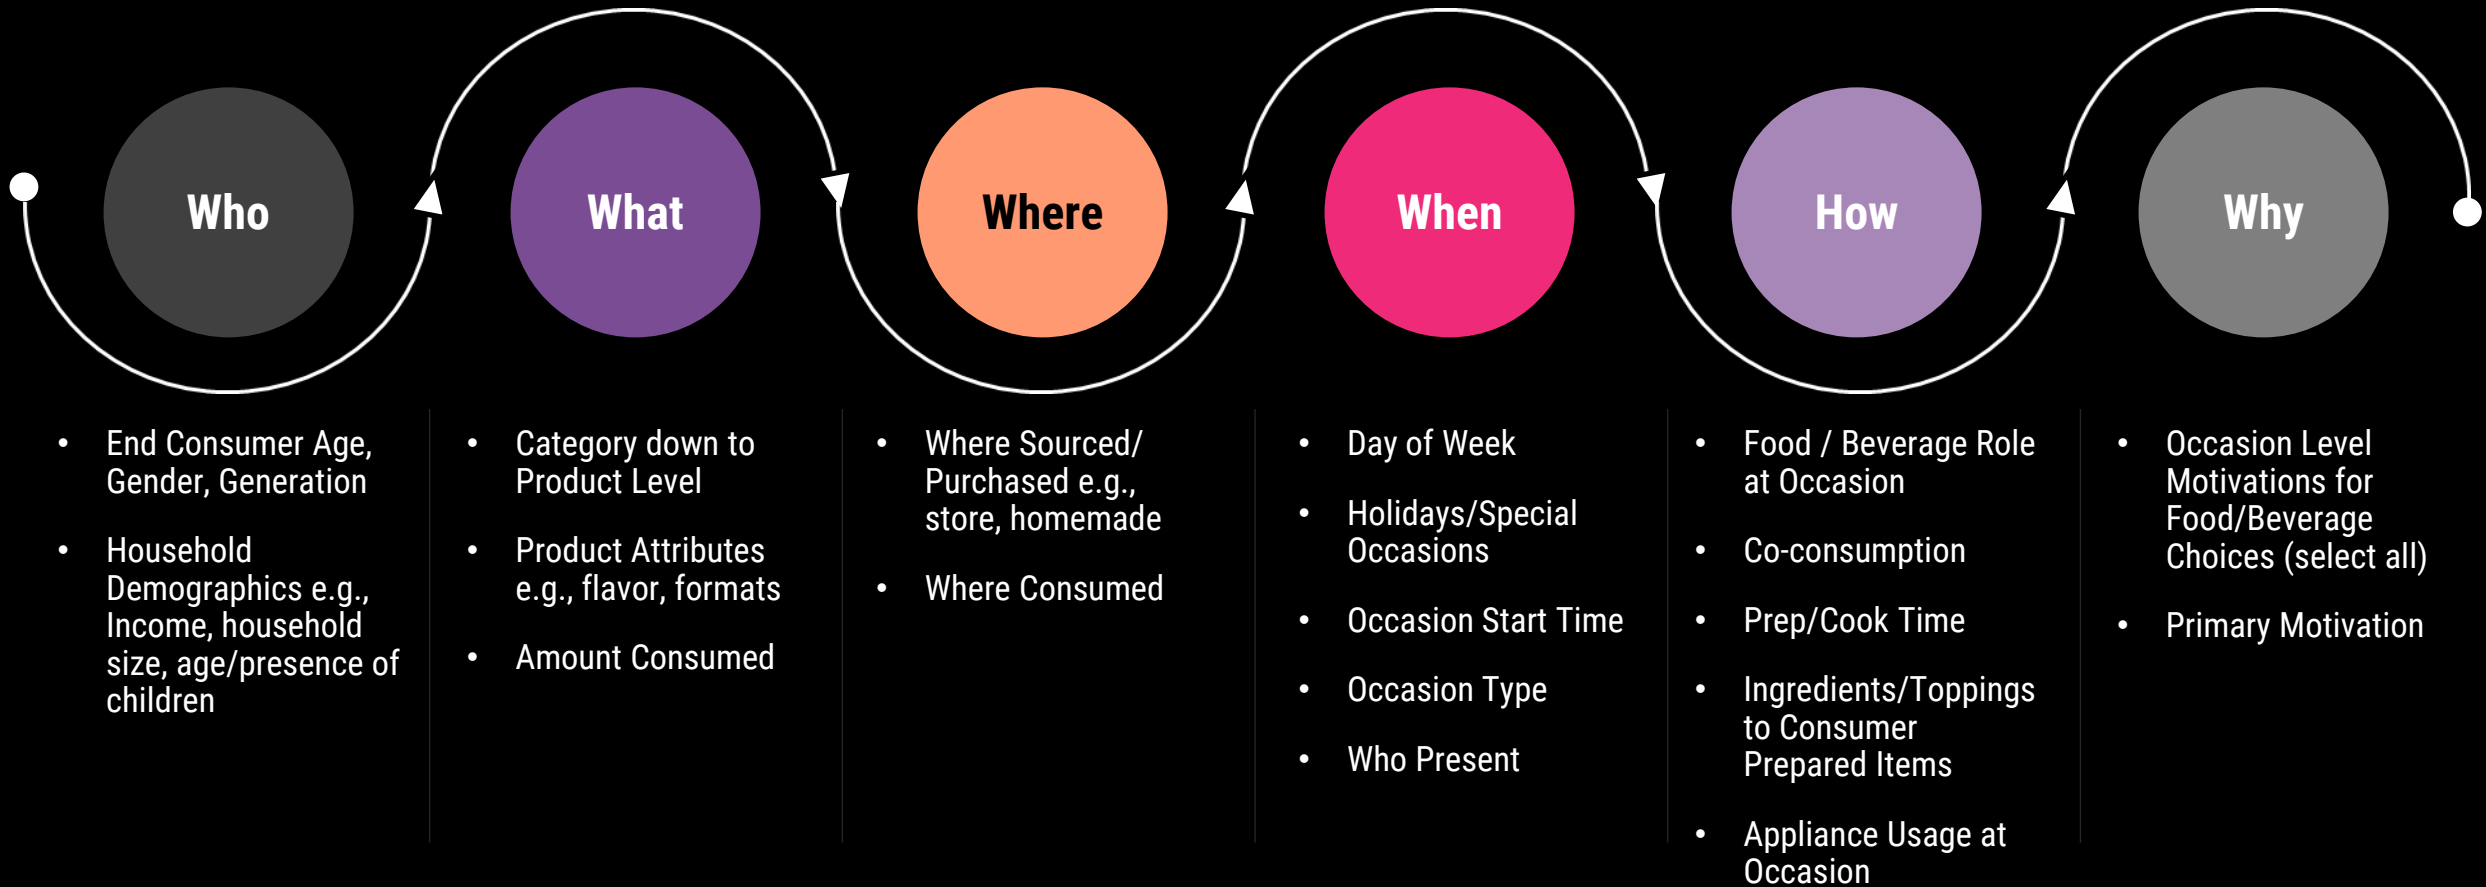 Who
What
Where
When
How
Why
• End Consumer Age,
Gender, Generation
• Household
Demographics e.g.,
Income, household
size, age/presence of
children
• Category down to
Product Level
• Product Attributes
e.g., flavor, formats
• Amount Consumed
• Where Sourced/
Purchased e.g.,
store, homemade
• Where Consumed
• Day of Week
• Holidays/Special
Occasions
• Occasion Start Time
• Occasion Type
• Who Present
• Food / Beverage Role
at Occasion
• Co-consumption
• Prep/Cook Time
• Ingredients/Toppings
to Consumer
Prepared Items
• Appliance Usage at
Occasion
• Occasion Level
Motivations for
Food/Beverage
Choices (select all)
• Primary Motivation